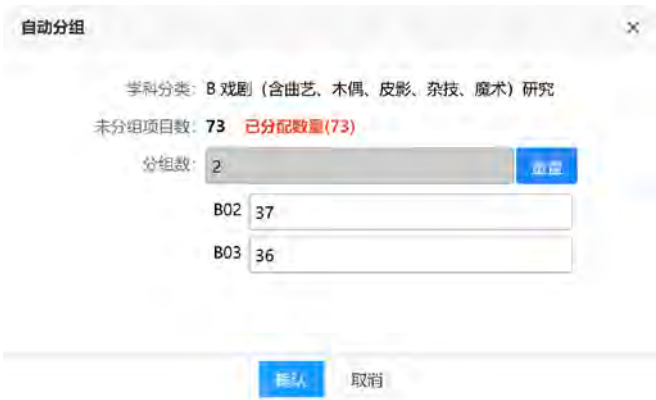 自动分组 ×
学科分类: B 戏剧（含曲艺、木偶、皮影、杂技、魔术）研究
未分组项目数: 73 已分配数量(73)
分组数: 2 重置
B02 37
B03 36
确认 取消